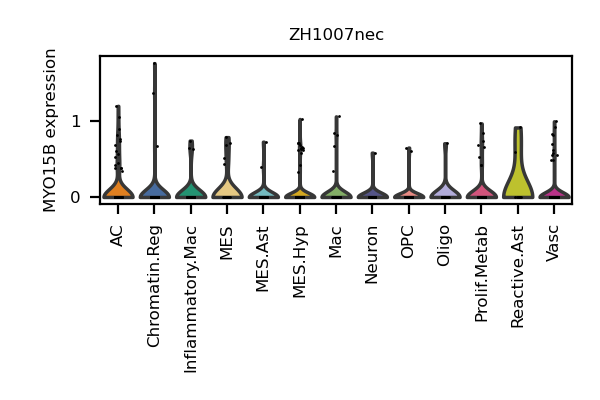 ZH1007nec
MYO15B expression
1
0
AC
Chromatin.Reg
Inflammatory.Mac
MES
MES.Ast
MES.Hyp
Mac
Neuron
OPC
Oligo
Prolif.Metab
Reactive.Ast
Vasc